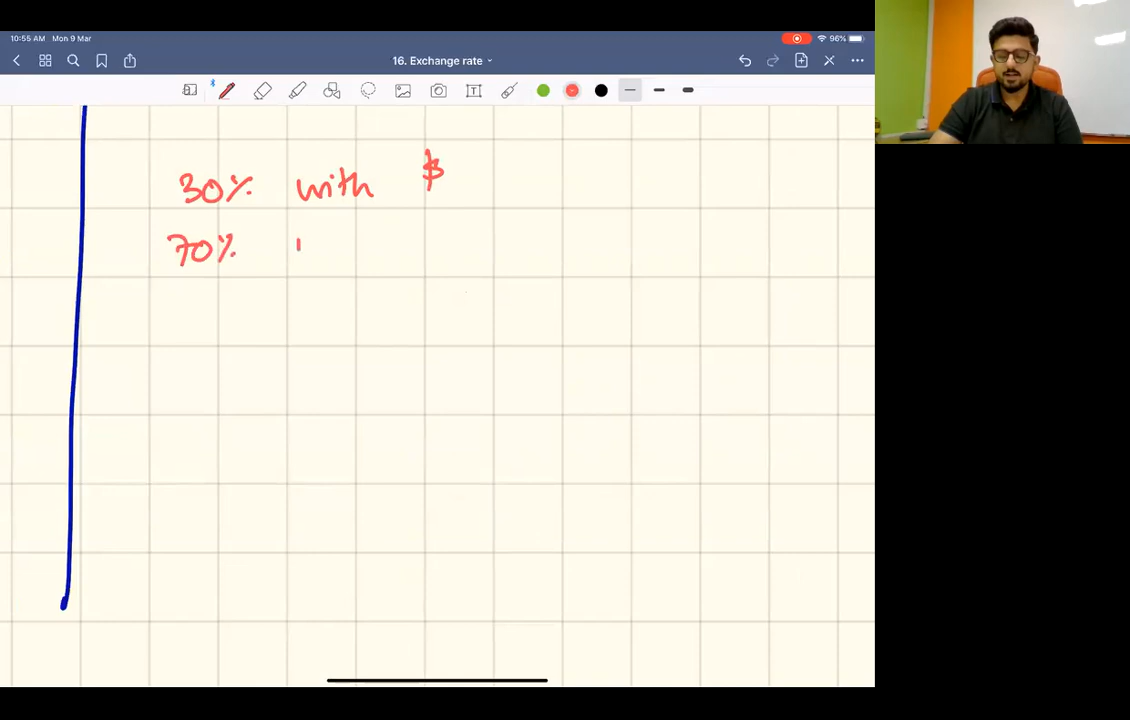 10:55 AM Mon 9 Mar
96%
16. Exchange rate
T
30% with $
70%